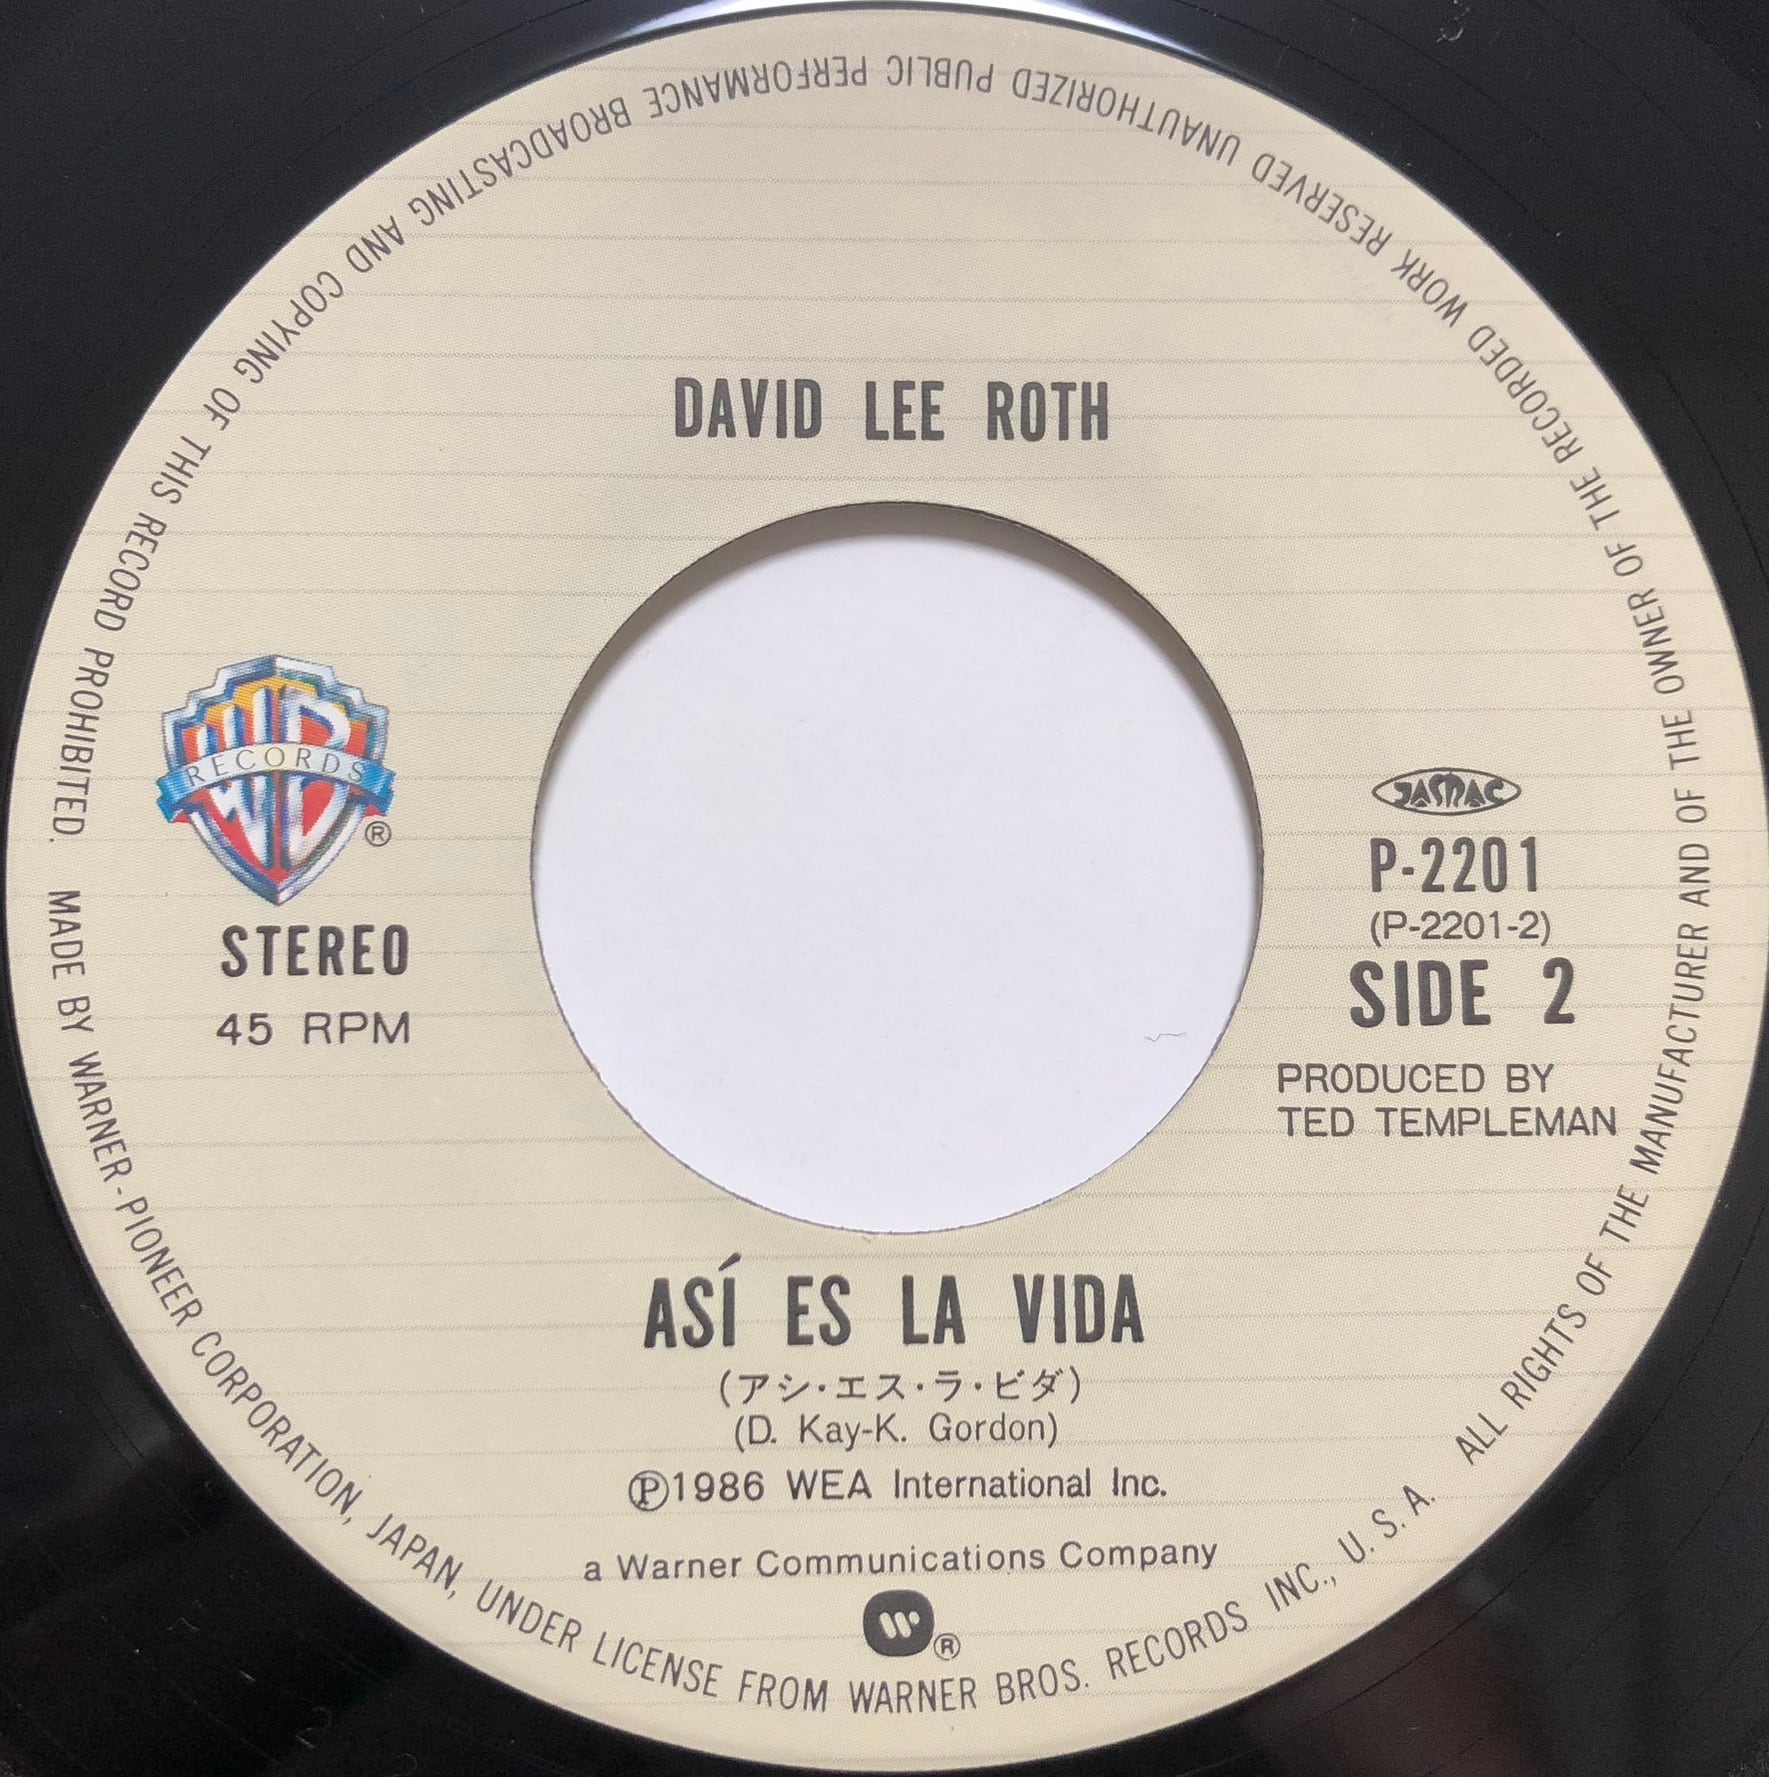 DAVID LEE ROTH
WB
RECORDS
®
STEREO
45 RPM
JASRAC
P-2201
(P-2201-2)
SIDE 2
PRODUCED BY
TED TEMPLEMAN
ASÍ ES LA VIDA
(アシ・エス・ラ・ビダ)
(D. Kay-K. Gordon)
℗1986 WEA International Inc.
a Warner Communications Company
W®
MADE BY WARNER-PIONEER CORPORATION, JAPAN, UNDER LICENSE FROM WARNER BROS. RECORDS INC., U.S.A. ALL RIGHTS OF THE MANUFACTURER AND OF THE OWNER OF THE RECORDED WORK RESERVED UNAUTHORIZED PUBLIC PERFORMANCE BROADCASTING AND COPYING OF THIS RECORD PROHIBITED.